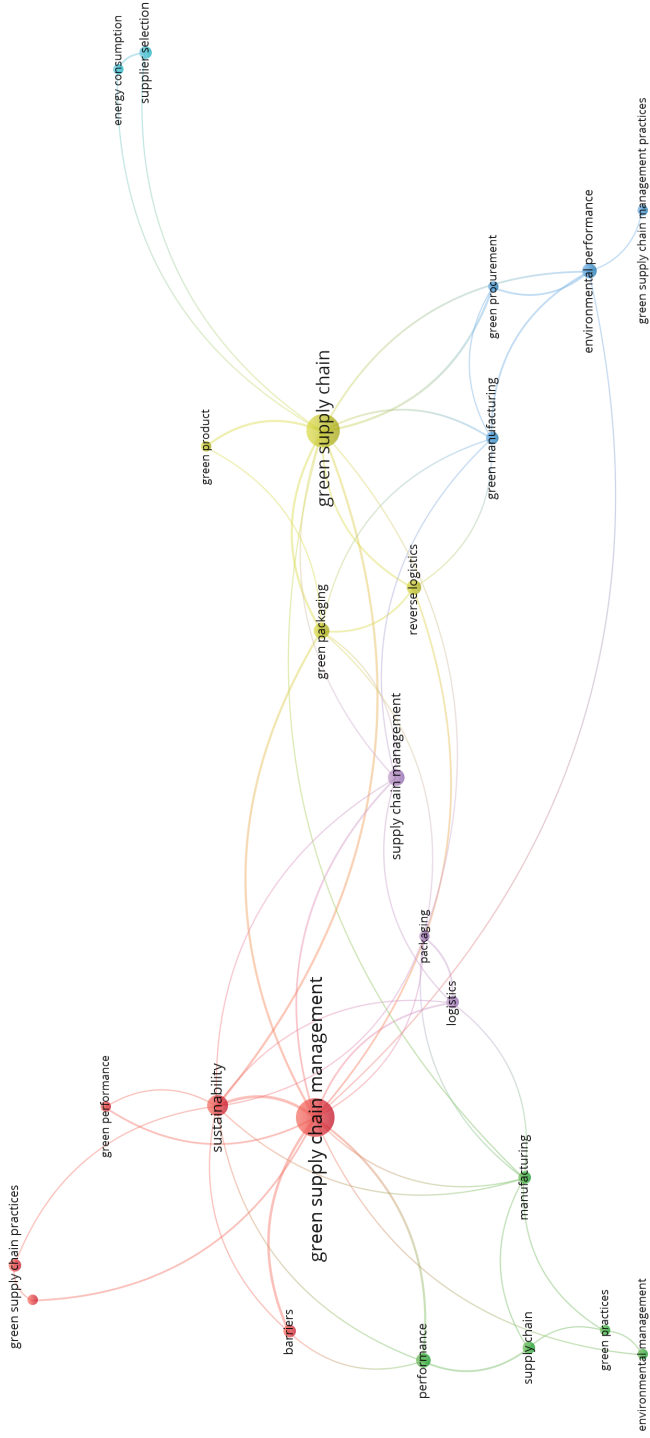 energy consumption
supplier selection
green supply chain management practices
environmental performance
green procurement
green supply chain
green manufacturing
green product
reverse logistics
green packaging
supply chain management
packaging
logistics
green supply chain management
sustainability
green performance
manufacturing
green supply chain practices
barriers
performance
supply chain
green practices
environmental management